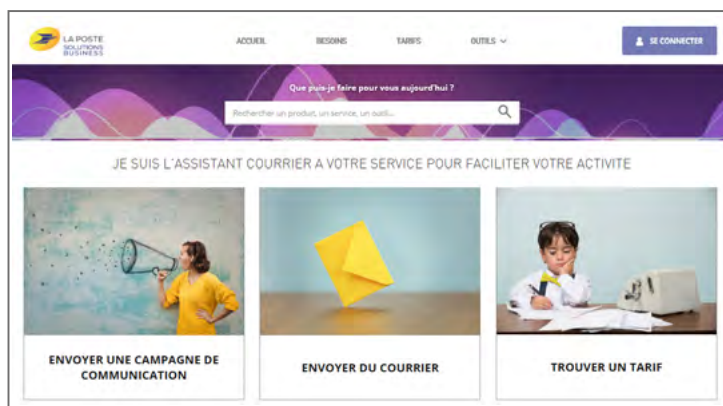 LA POSTE
SOLUTIONS
BUSINESS
ACCUEIL
BESOINS
TARIFS
OUTILS
SE CONNECTER
Que puis-je faire pour vous aujourd'hui ?
Rechercher un produit, un service, un outil...
JE SUIS L'ASSISTANT COURRIER A VOTRE SERVICE POUR FACILITER VOTRE ACTIVITE
ENVOYER UNE CAMPAGNE DE
COMMUNICATION
ENVOYER DU COURRIER
TROUVER UN TARIF